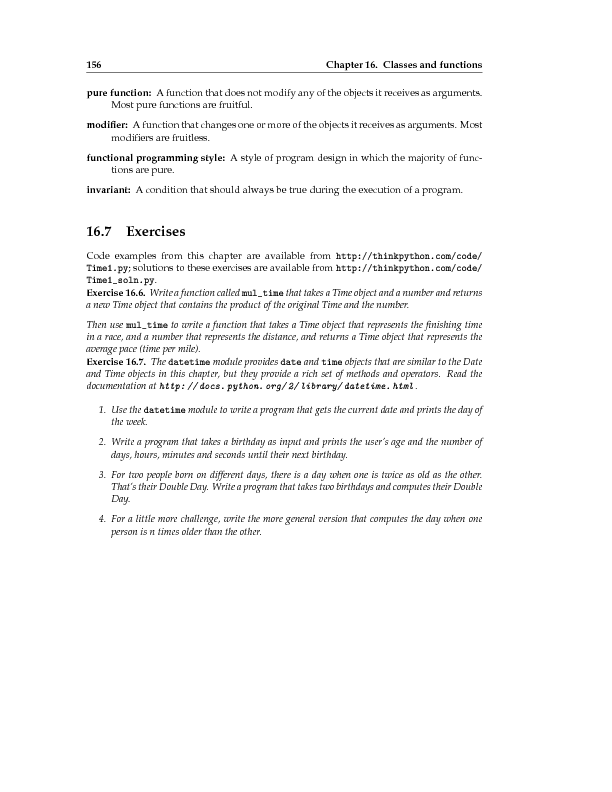 156 Chapter 16. Classes and functions
pure function: A function that does not modify any of the objects it receives as arguments.
Most pure functions are fruitful.
modifier: A function that changes one or more of the objects it receives as arguments. Most
modifiers are fruitless.
functional programming style: A style of program design in which the majority of func-
tions are pure.
invariant: A condition that should always be true during the execution of a program.
16.7 Exercises
Code examples from this chapter are available from http://thinkpython.com/code/
Time1.py; solutions to these exercises are available from http://thinkpython.com/code/
Time1_soln.py.
Exercise 16.6. Write a function called mul_time that takes a Time object and a number and returns
a new Time object that contains the product of the original Time and the number.
Then use mul_time to write a function that takes a Time object that represents the finishing time
in a race, and a number that represents the distance, and returns a Time object that represents the
average pace (time per mile).
Exercise 16.7. The datetime module provides date and time objects that are similar to the Date
and Time objects in this chapter, but they provide a rich set of methods and operators. Read the
documentation at http://docs.python.org/2/library/datetime.html.
1. Use the datetime module to write a program that gets the current date and prints the day of
the week.
2. Write a program that takes a birthday as input and prints the user's age and the number of
days, hours, minutes and seconds until their next birthday.
3. For two people born on different days, there is a day when one is twice as old as the other.
That's their Double Day. Write a program that takes two birthdays and computes their Double
Day.
4. For a little more challenge, write the more general version that computes the day when one
person is n times older than the other.